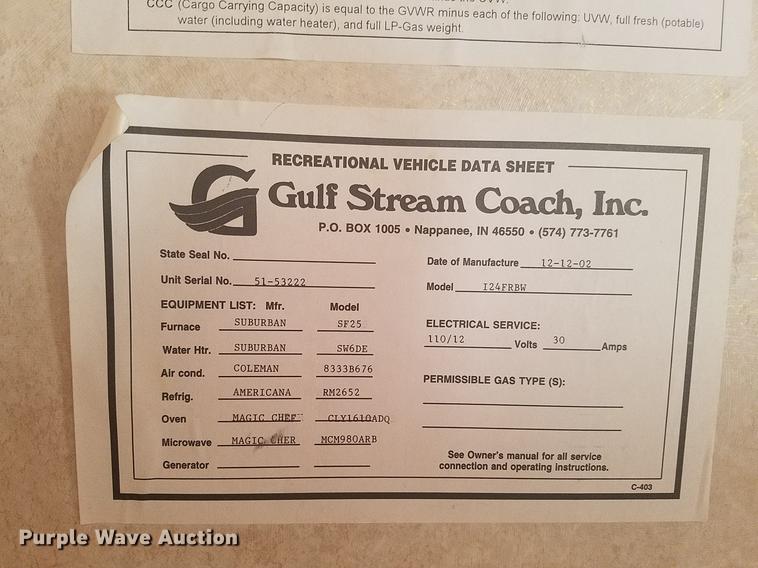 CCC (Cargo Carrying Capacity) is equal to the GVWR minus each of the following: UVW, full fresh (potable)
water (including water heater), and full LP-Gas weight.
RECREATIONAL VEHICLE DATA SHEET
Gulf Stream Coach, Inc.
P.O. BOX 1005 • Nappanee, IN 46550 • (574) 773-7761
State Seal No.
Unit Serial No. 51-53222
Date of Manufacture 12-12-02
Model I24FRBW
EQUIPMENT LIST: Mfr. Model
Furnace SUBURBAN SF25
Water Htr. SUBURBAN SW6DE
Air cond. COLEMAN 8333B676
Refrig. AMERICANA RM2652
Oven MAGIC CHEF CLY1610ADQ
Microwave MAGIC CHER MCM980ARB
Generator
ELECTRICAL SERVICE:
110/12 Volts 30 Amps
PERMISSIBLE GAS TYPE (S):
See Owner's manual for all service
connection and operating instructions.
C-403
Purple Wave Auction